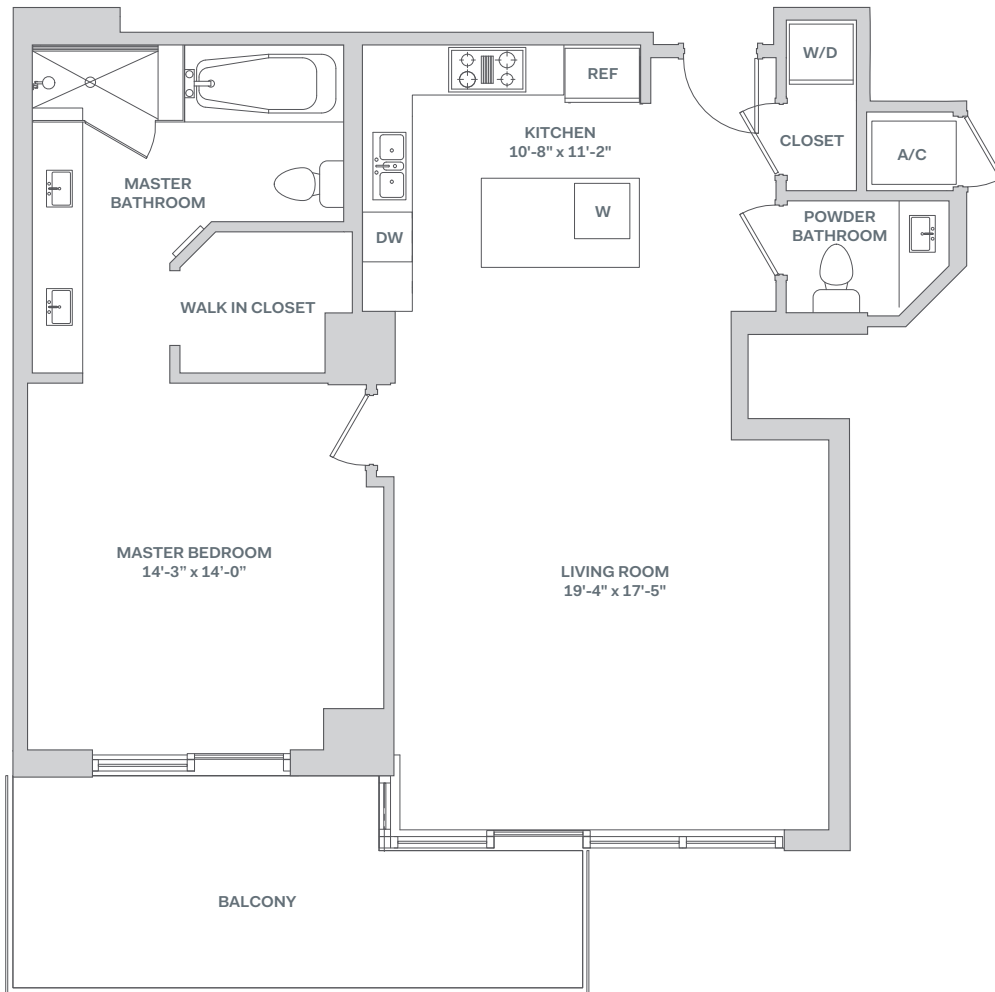 W/D
REF
KITCHEN
10'-8" x 11'-2"
CLOSET
A/C
MASTER
BATHROOM
W
POWDER
BATHROOM
DW
WALK IN CLOSET
MASTER BEDROOM
14'-3” x 14’-0”
LIVING ROOM
19'-4" x 17'-5"
BALCONY